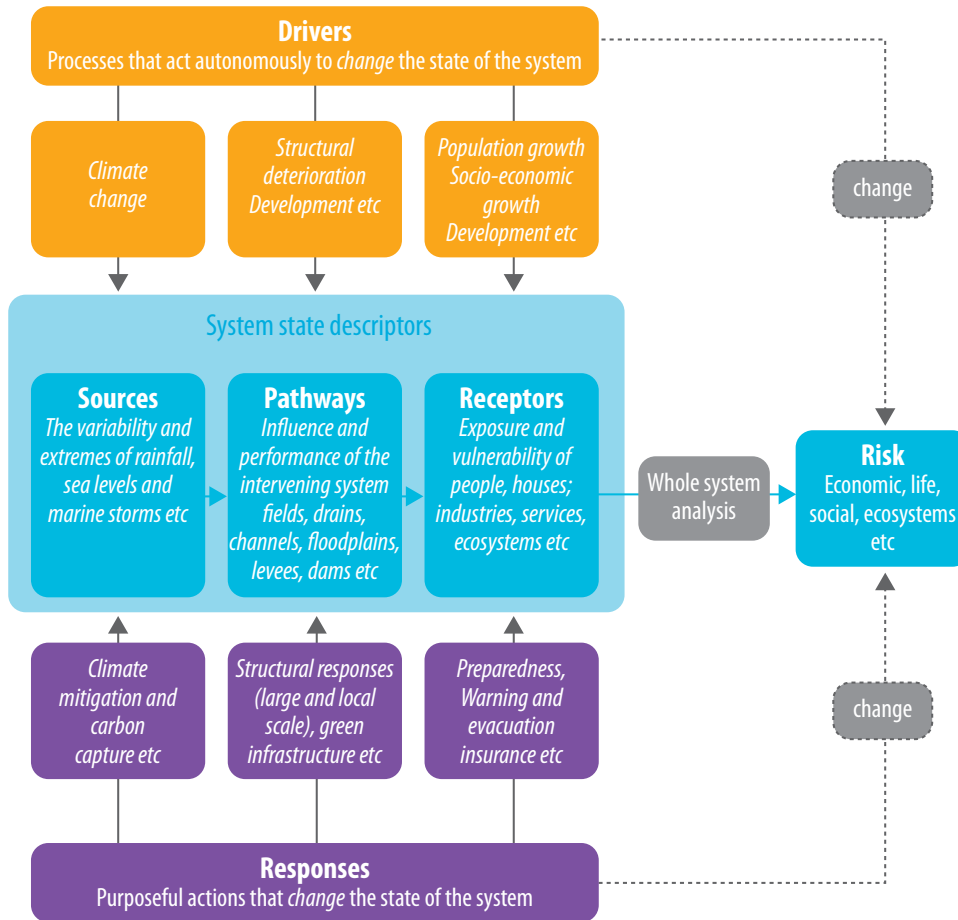 Drivers
Processes that act autonomously to change the state of the system
Climate
change
Structural
deterioration
Development etc
Population growth
Socio-economic
growth
Development etc
change
System state descriptors
Sources
The variability and
extremes of rainfall,
sea levels and
marine storms etc
Pathways
Influence and
performance of the
intervening system
fields, drains,
channels, floodplains,
levees, dams etc
Receptors
Exposure and
vulnerability of
people, houses;
industries, services,
ecosystems etc
Whole system
analysis
Risk
Economic, life,
social, ecosystems
etc
Climate
mitigation and
carbon
capture etc
Structural responses
(large and local
scale), green
infrastructure etc
Preparedness,
Warning and
evacuation
insurance etc
change
Responses
Purposeful actions that change the state of the system